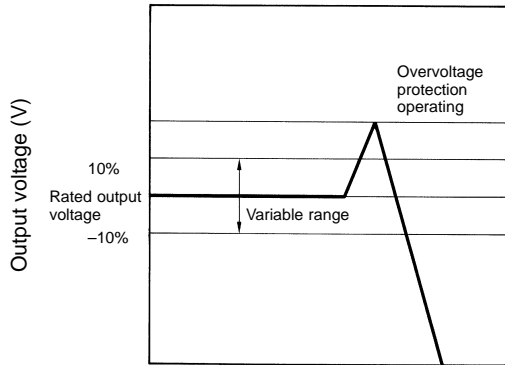 Output voltage (V)
Overvoltage
protection
operating
10%
Rated output
voltage
Variable range
–10%